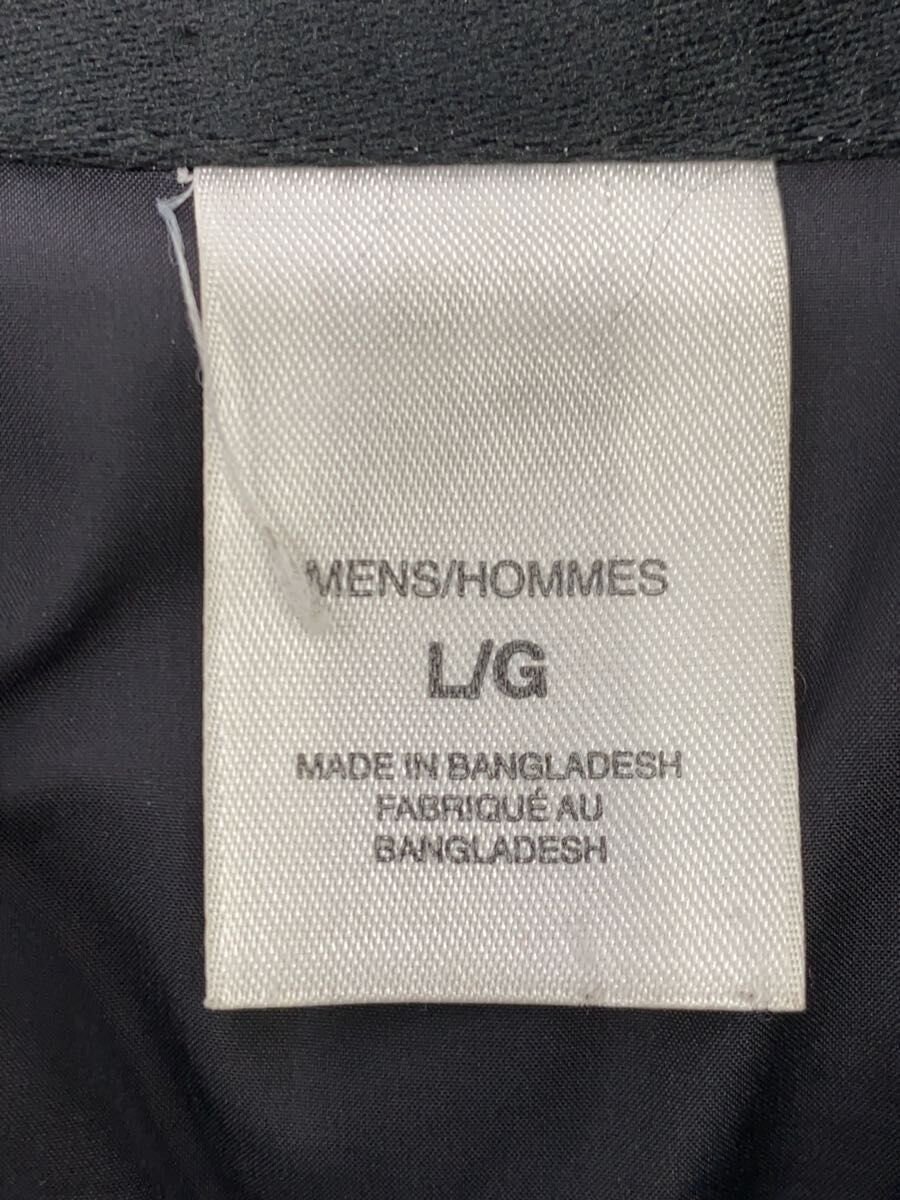 MENS/HOMMES
L/G
MADE IN BANGLADESH
FABRIQUÉ AU
BANGLADESH